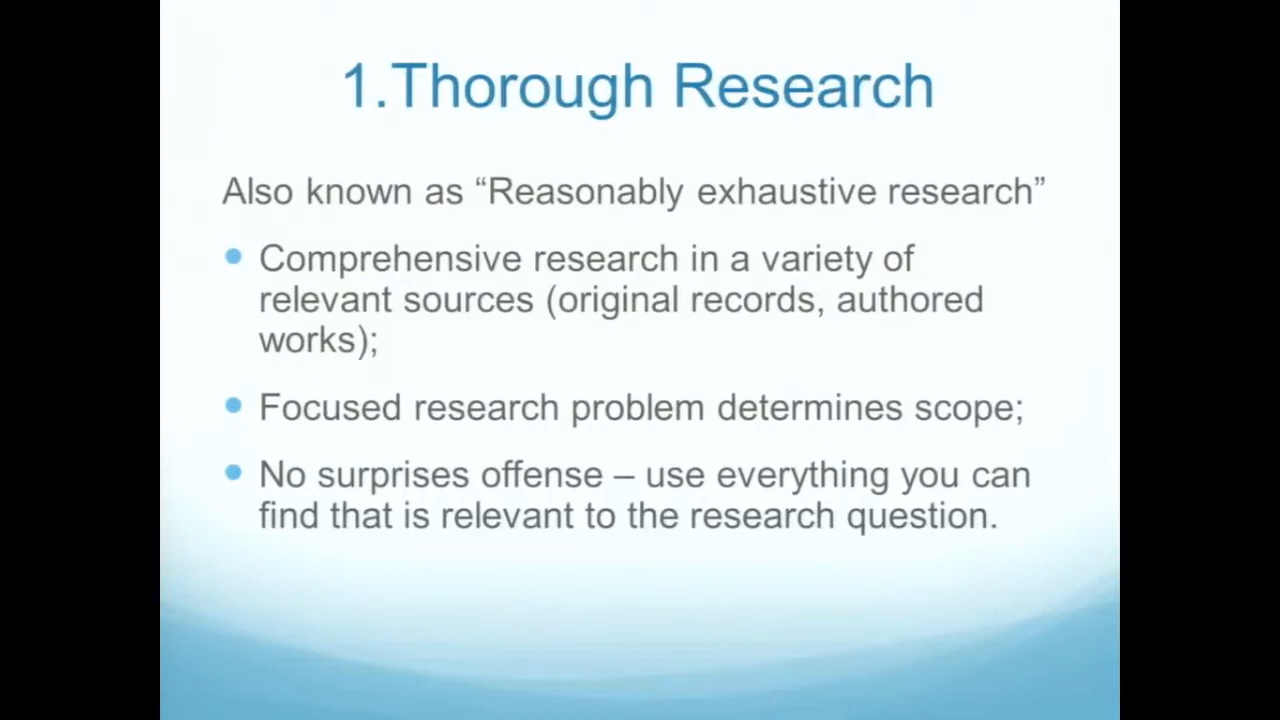 1.Thorough Research
Also known as “Reasonably exhaustive research”
• Comprehensive research in a variety of
relevant sources (original records, authored
works);
• Focused research problem determines scope;
• No surprises offense – use everything you can
find that is relevant to the research question.